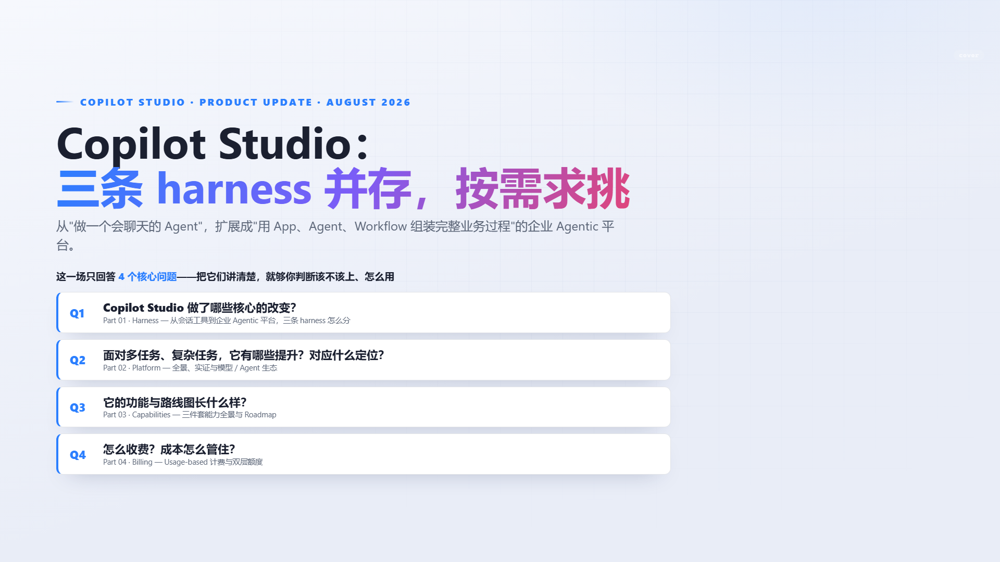 cover
COPILOT STUDIO · PRODUCT UPDATE · AUGUST 2026
Copilot Studio：
三条 harness 并存，按需求挑
从"做一个会聊天的 Agent"，扩展成"用 App、Agent、Workflow 组装完整业务过程"的企业 Agentic 平
台。
这一场只回答 4 个核心问题——把它们讲清楚，就够你判断该不该上、怎么用
Q1
Copilot Studio 做了哪些核心的改变？
Part 01 · Harness — 从会话工具到企业 Agentic 平台，三条 harness 怎么分
Q2
面对多任务、复杂任务，它有哪些提升？对应什么定位？
Part 02 · Platform — 全景、实证与模型 / Agent 生态
Q3
它的功能与路线图长什么样？
Part 03 · Capabilities — 三件套能力全景与 Roadmap
Q4
怎么收费？成本怎么管住？
Part 04 · Billing — Usage-based 计费与双层额度